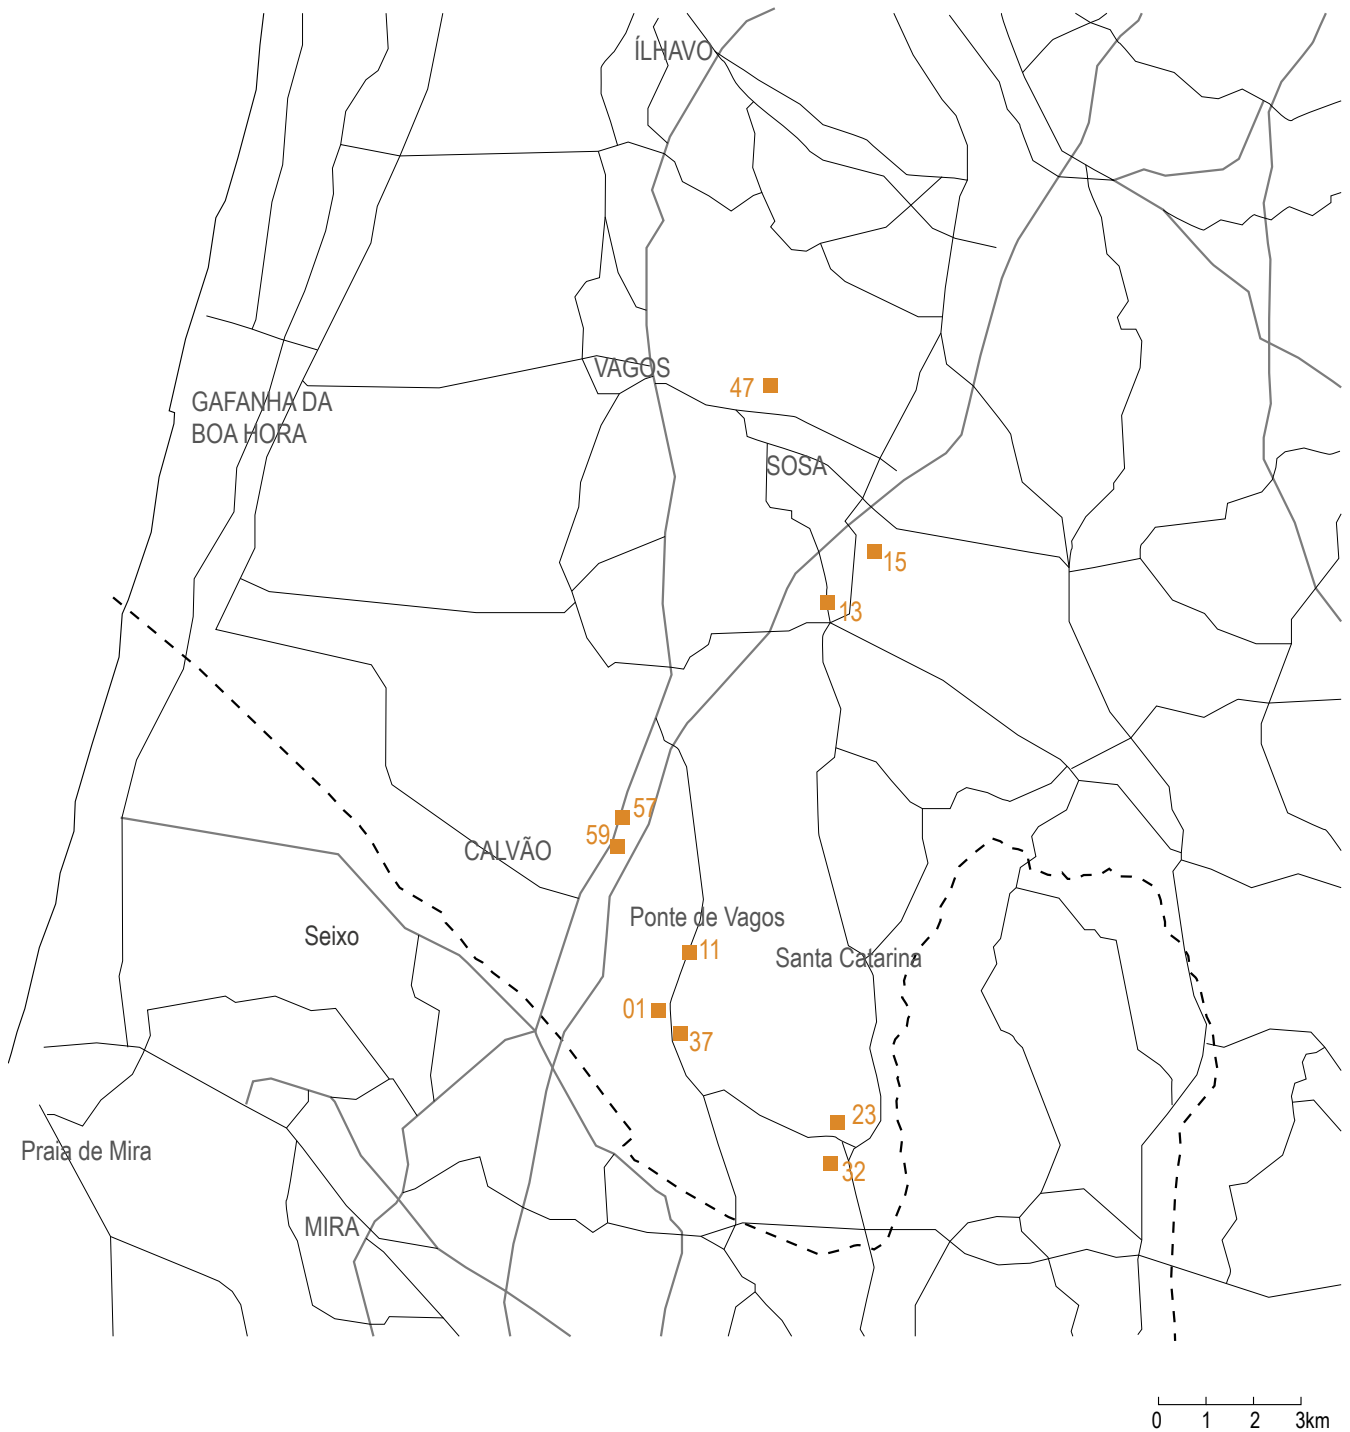 ÍLHAVO
VAGOS
47
GAFANHA DA
BOA HORA
SOSA
15
13
57
59
CALVÃO
Ponte de Vagos
Seixo
11
Santa Catarina
01
37
23
Praia de Mira
32
MIRA
0 1 2 3km